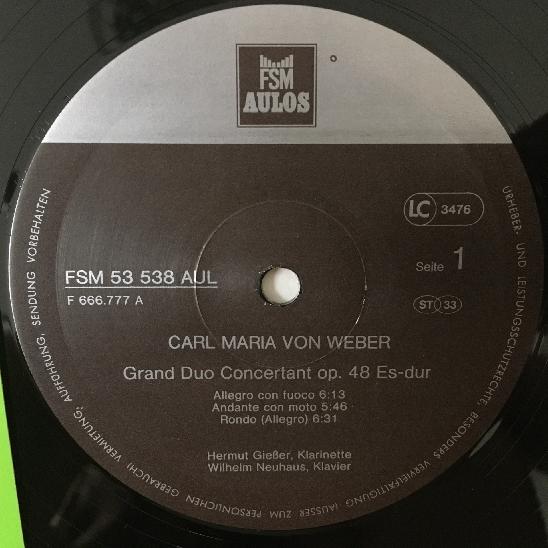 FSM
AULOS
LC 3476
Seite 1
FSM 53 538 AUL
F 666.777 A
ST 33
CARL MARIA VON WEBER
Grand Duo Concertant op. 48 Es-dur
Allegro con fuoco 6:13
Andante con moto 5:46
Rondo (Allegro) 6:31
Hermut Gießer, Klarinette
Wilhelm Neuhaus, Klavier
URHEBER- UND LEISTUNGSSCHUTZRECHTE, BESONDERS VERVIELFÄLTIGUNG (AUSSER ZUM PERSÖNLICHEN GEBRAUCH) VERMIETUNG, AUFFÜHRUNG, SENDUNG VORBEHALTEN